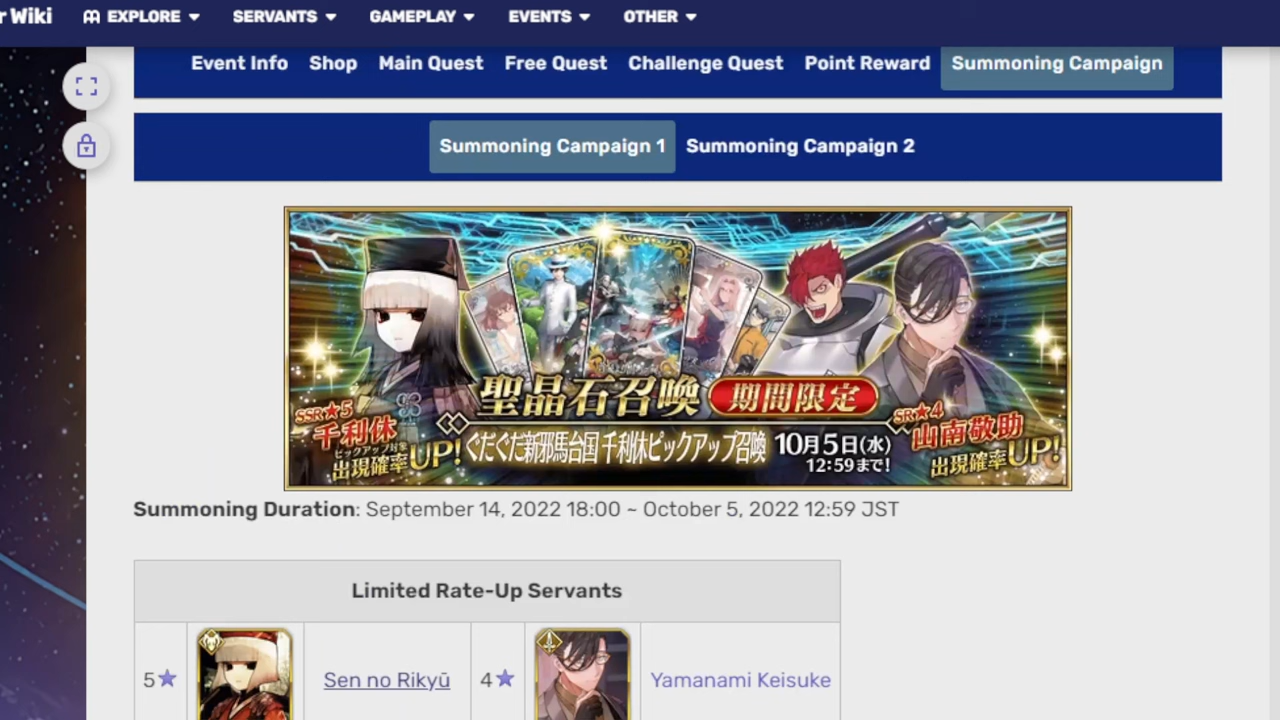 r Wiki EXPLORE SERVANTS GAMEPLAY EVENTS OTHER
Event Info Shop Main Quest Free Quest Challenge Quest Point Reward Summoning Campaign
Summoning Campaign 1 Summoning Campaign 2
聖晶石召喚 期間限定
SSR★5
千利休
ピックアップ対象
出現確率UP!
ぐだぐだ新邪馬台国 千利休ピックアップ召喚
10月5日(水)
12:59まで!
SR★4
山南敬助
出現確率UP!
Summoning Duration: September 14, 2022 18:00 ~ October 5, 2022 12:59 JST
Limited Rate-Up Servants
5★ Sen no Rikyū 4★ Yamanami Keisuke